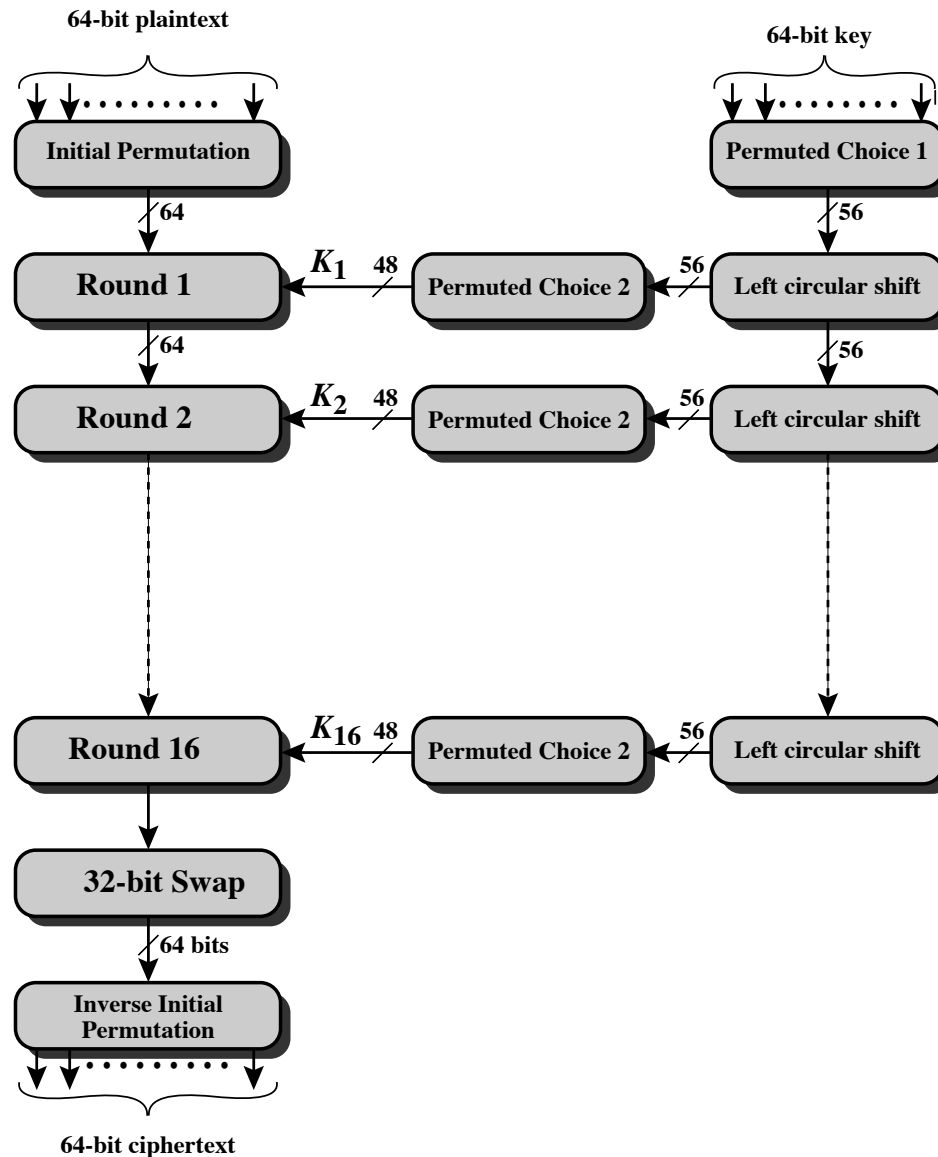 64-bit plaintext
64-bit key
Initial Permutation
Permuted Choice 1
64
56
Round 1
K1
48
Permuted Choice 2
56
Left circular shift
64
56
Round 2
K2
48
Permuted Choice 2
56
Left circular shift
Round 16
K16
48
Permuted Choice 2
56
Left circular shift
32-bit Swap
64 bits
Inverse Initial
Permutation
64-bit ciphertext